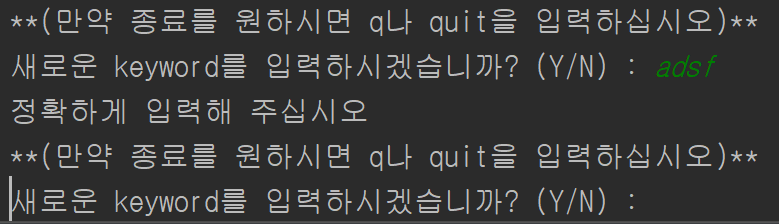 **(만약 종료를 원하시면 q나 quit을 입력하십시오)**
새로운 keyword를 입력하시겠습니까? (Y/N) : adsf
정확하게 입력해 주십시오
**(만약 종료를 원하시면 q나 quit을 입력하십시오)**
새로운 keyword를 입력하시겠습니까? (Y/N) :